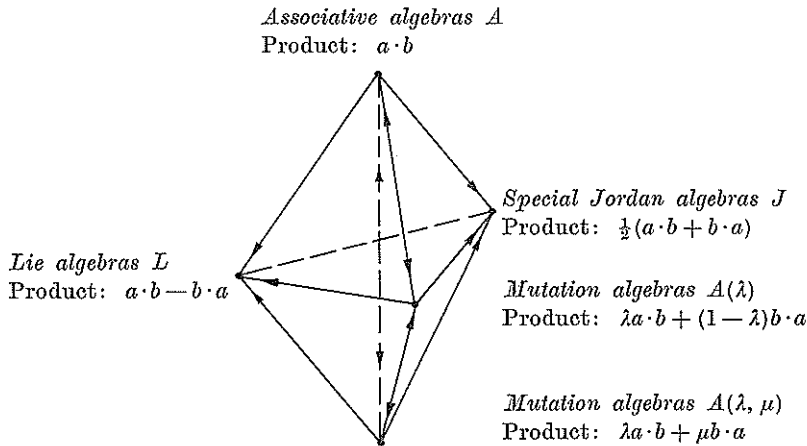 Associative algebras A
Product: a·b
Special Jordan algebras J
Product: ½(a·b + b·a)
Lie algebras L
Product: a·b — b·a
Mutation algebras A(λ)
Product: λa·b + (1 — λ)b·a
Mutation algebras A(λ, μ)
Product: λa·b + μb·a